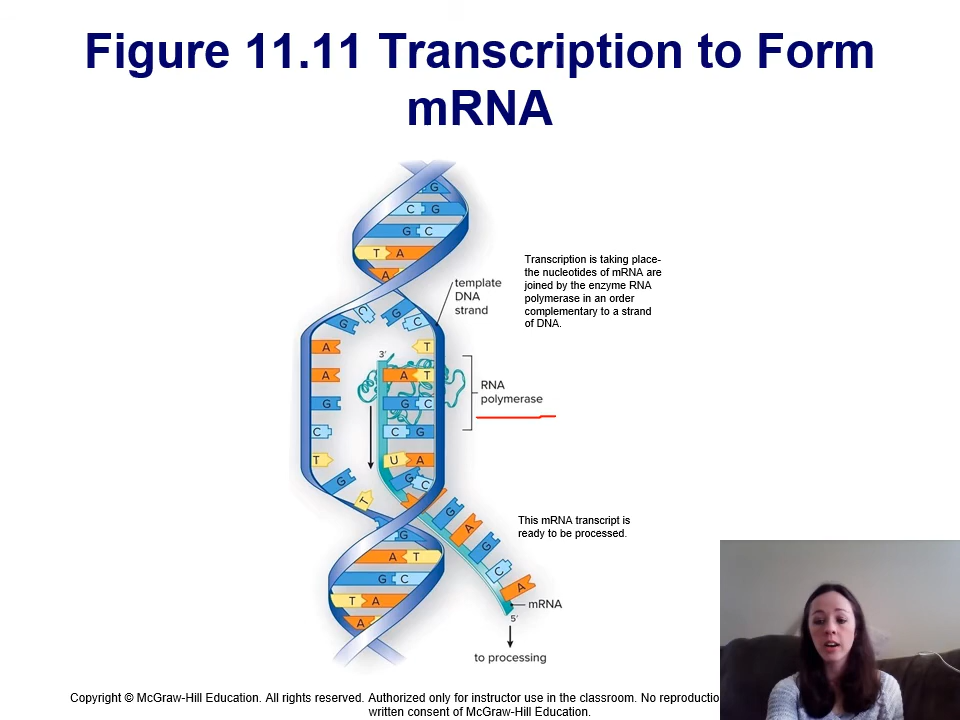 Figure 11.11 Transcription to Form
mRNA
G
C G
G C
T A
A
G C G C
template
DNA
strand
Transcription is taking place-
the nucleotides of mRNA are
joined by the enzyme RNA
polymerase in an order
complementary to a strand
of DNA.
A T
3'
A A T
RNA
polymerase
G G C
C C G
T U A
G G C
T
G
A
G
C
A
This mRNA transcript is
ready to be processed.
G
A T
G C
T A
A
mRNA
5'
to processing
Copyright © McGraw-Hill Education. All rights reserved. Authorized only for instructor use in the classroom. No reproductio
written consent of McGraw-Hill Education.